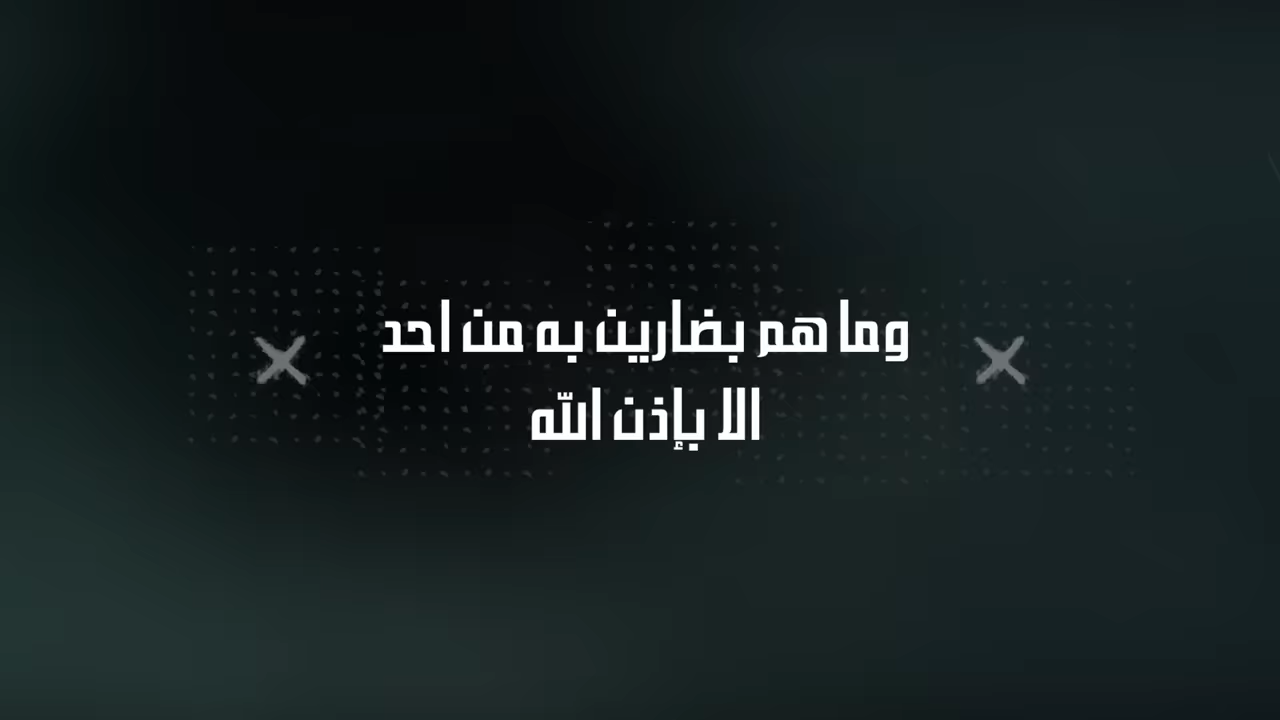 وما هم بضارين به من احد
الا بإذن الله